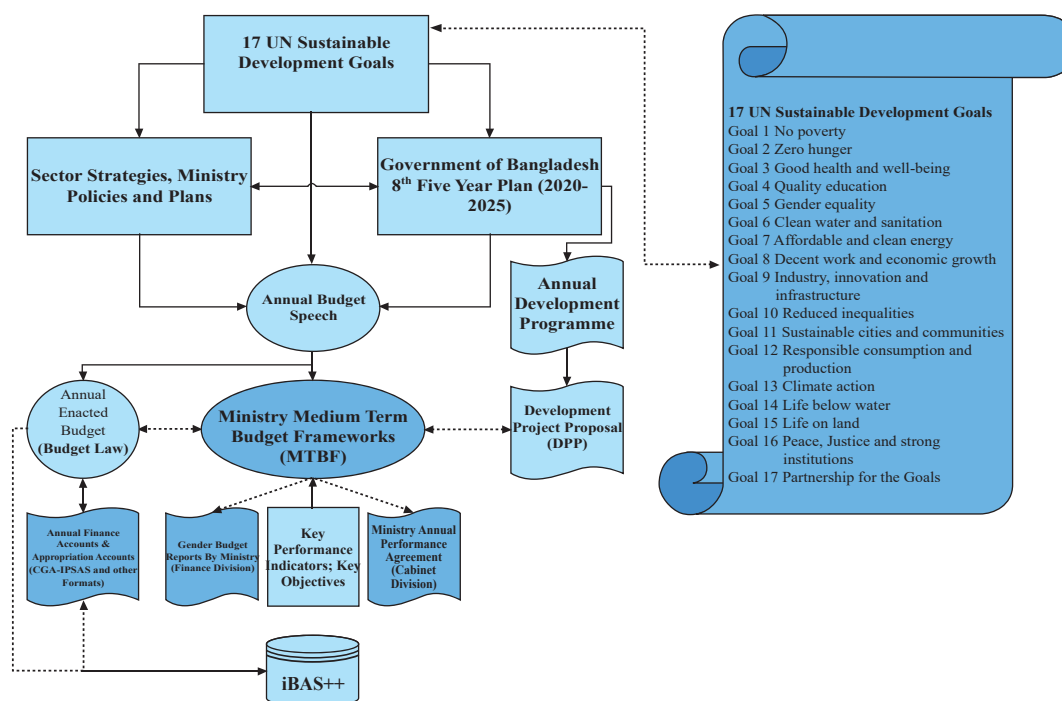 17 UN Sustainable
Development Goals
Sector Strategies, Ministry
Policies and Plans
Government of Bangladesh
8th Five Year Plan (2020-
2025)
Annual Budget
Speech
Annual
Development
Programme
Annual
Enacted
Budget
(Budget Law)
Ministry Medium Term
Budget Frameworks
(MTBF)
Development
Project Proposal
(DPP)
Annual Finance
Accounts &
Appropriation Accounts
(CGA-IPSAS and other
Formats)
Gender Budget
Reports By Ministry
(Finance Division)
Key
Performance
Indicators; Key
Objectives
Ministry Annual
Performance
Agreement
(Cabinet
Division)
iBAS++
17 UN Sustainable Development Goals
Goal 1 No poverty
Goal 2 Zero hunger
Goal 3 Good health and well-being
Goal 4 Quality education
Goal 5 Gender equality
Goal 6 Clean water and sanitation
Goal 7 Affordable and clean energy
Goal 8 Decent work and economic growth
Goal 9 Industry, innovation and
infrastructure
Goal 10 Reduced inequalities
Goal 11 Sustainable cities and communities
Goal 12 Responsible consumption and
production
Goal 13 Climate action
Goal 14 Life below water
Goal 15 Life on land
Goal 16 Peace, Justice and strong
institutions
Goal 17 Partnership for the Goals